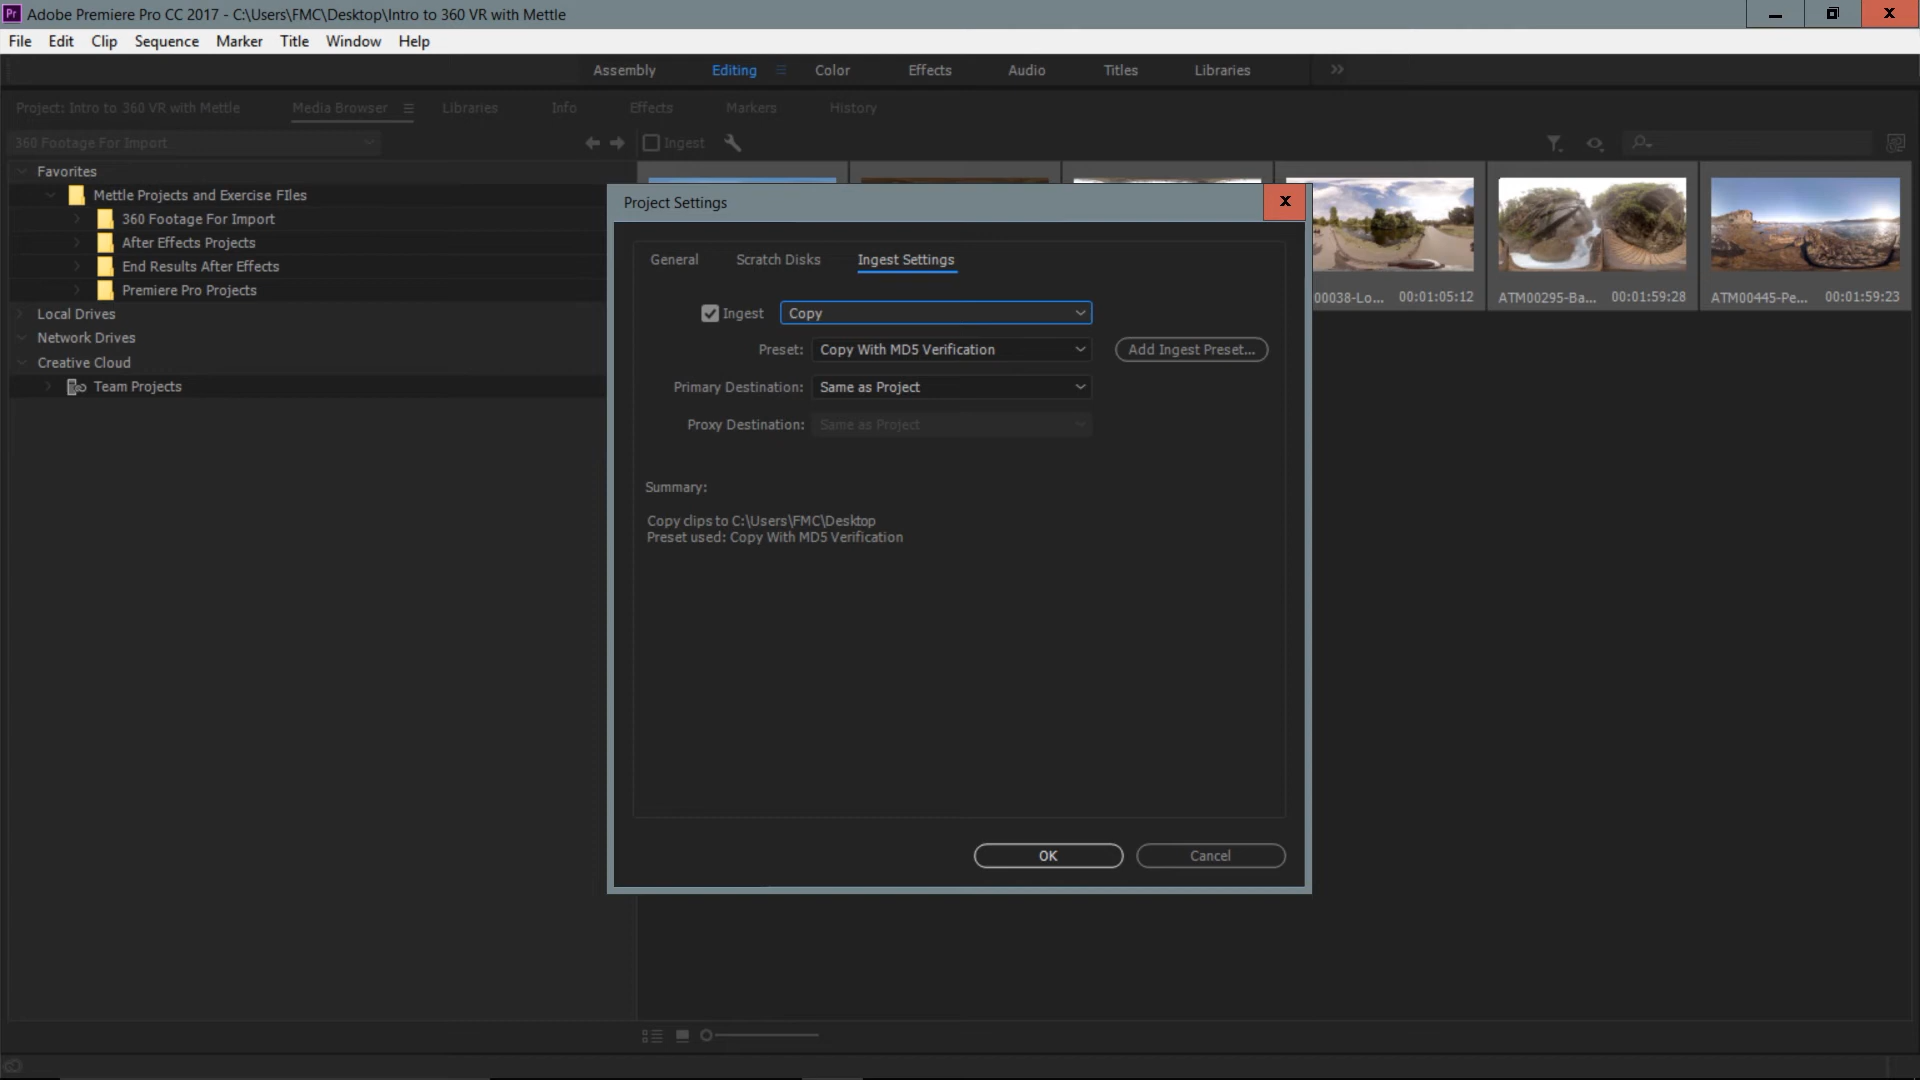 Pr Adobe Premiere Pro CC 2017 - C:\Users\FMC\Desktop\Intro to 360 VR with Mettle
File Edit Clip Sequence Marker Title Window Help
Assembly Editing Color Effects Audio Titles Libraries
Project: Intro to 360 VR with Mettle Media Browser Libraries Info Effects Markers History
360 Footage For Import Ingest
Favorites
Mettle Projects and Exercise FIles
360 Footage For Import
After Effects Projects
End Results After Effects
Premiere Pro Projects
Local Drives
Network Drives
Creative Cloud
Team Projects
00038-Lo... 00:01:05:12 ATM00295-Ba... 00:01:59:28 ATM00445-Pe... 00:01:59:23
Project Settings
General Scratch Disks Ingest Settings
Ingest Copy
Preset: Copy With MD5 Verification Add Ingest Preset...
Primary Destination: Same as Project
Proxy Destination: Same as Project
Summary:
Copy clips to C:\Users\FMC\Desktop
Preset used: Copy With MD5 Verification
OK Cancel